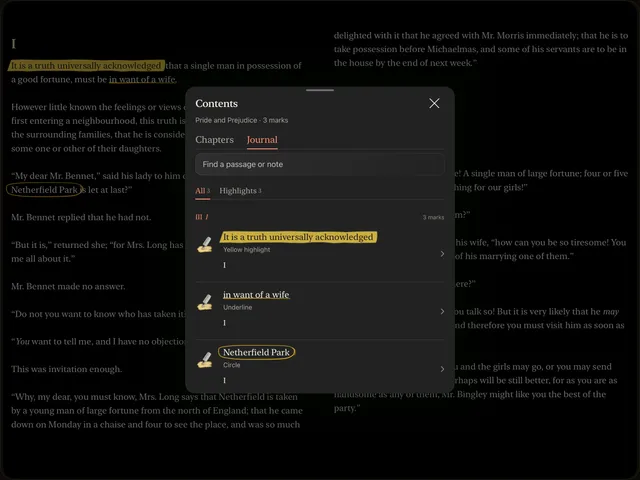 I
It is a truth universally acknowledged that a single man in possession of
a good fortune, must be in want of a wife.
However little known the feelings or views
first entering a neighbourhood, this truth is
the surrounding families, that he is conside
some one or other of their daughters.
“My dear Mr. Bennet,” said his lady to him
Netherfield Park is let at last?”
Mr. Bennet replied that he had not.
“But it is,” returned she; “for Mrs. Long has
me all about it.”
Mr. Bennet made no answer.
“Do not you want to know who has taken it
“You want to tell me, and I have no objection
This was invitation enough.
“Why, my dear, you must know, Mrs. Long says that Netherfield is taken
by a young man of large fortune from the north of England; that he came
down on Monday in a chaise and four to see the place, and was so much
delighted with it that he agreed with Mr. Morris immediately; that he is to
take possession before Michaelmas, and some of his servants are to be in
the house by the end of next week.”
e! A single man of large fortune; four or five
hing for our girls!”
m?”
his wife, “how can you be so tiresome! You
of his marrying one of them.”
ere?”
you talk so! But it is very likely that he may
nd therefore you must visit him as soon as
u and the girls may go, or you may send
rhaps will be still better, for as you are as
handsome as any of them, Mr. Bingley might like you the best of the
party.”
Contents
Pride and Prejudice · 3 marks
Chapters Journal
Find a passage or note
All 3 Highlights 3
I
3 marks
It is a truth universally acknowledged
Yellow highlight
I
in want of a wife
Underline
I
Netherfield Park
Circle
I